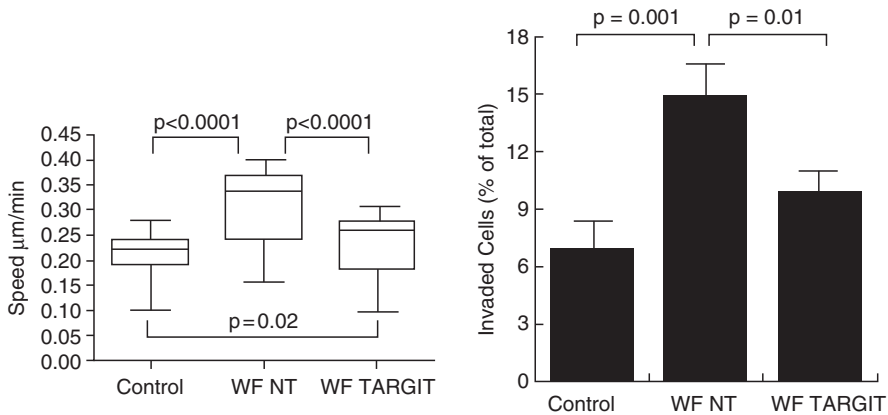 p<0.0001 p<0.0001
0.45
0.40
0.35
0.30
0.25
0.20
0.15
0.10
0.05
0.00
Speed μm/min
p=0.02
Control WF NT WF TARGIT
p = 0.001 p = 0.01
18
15
12
9
6
3
0
Invaded Cells (% of total)
Control WF NT WF TARGIT